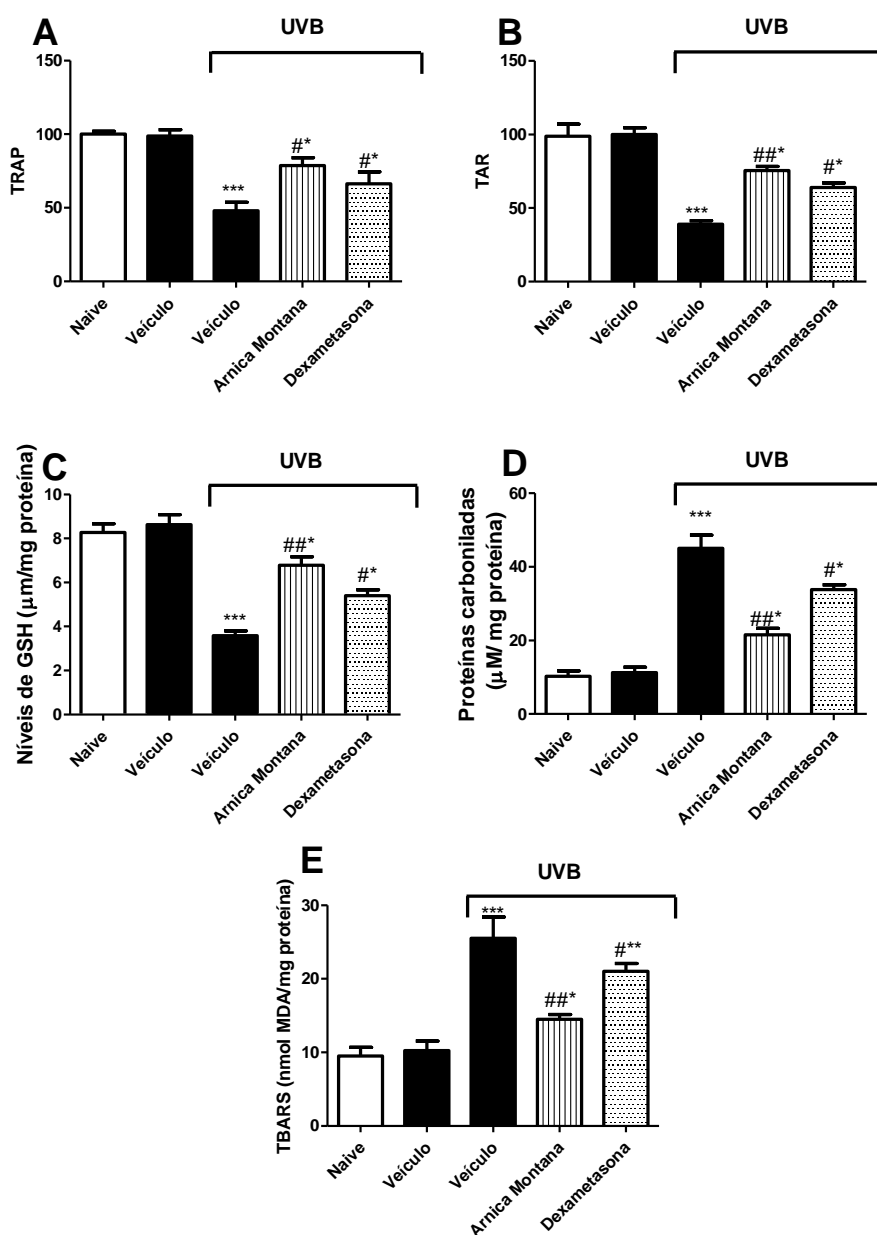 A
UVB
150
100
50
0
TRAP
***
#*
#*
Naive
Veículo
Veículo
Arnica Montana
Dexametasona
B
UVB
150
100
50
0
TAR
***
##*
#*
Naive
Veículo
Veículo
Arnica Montana
Dexametasona
C
UVB
8
6
4
2
0
Níveis de GSH (µm/mg proteína)
***
##*
#*
Naive
Veículo
Veículo
Arnica Montana
Dexametasona
D
UVB
60
40
20
0
Proteínas carboniladas
(µM/ mg proteína)
***
##*
#*
Naive
Veículo
Veículo
Arnica Montana
Dexametasona
E
UVB
30
20
10
0
TBARS (nmol MDA/mg proteína)
***
##*
#**
Naive
Veículo
Veículo
Arnica Montana
Dexametasona